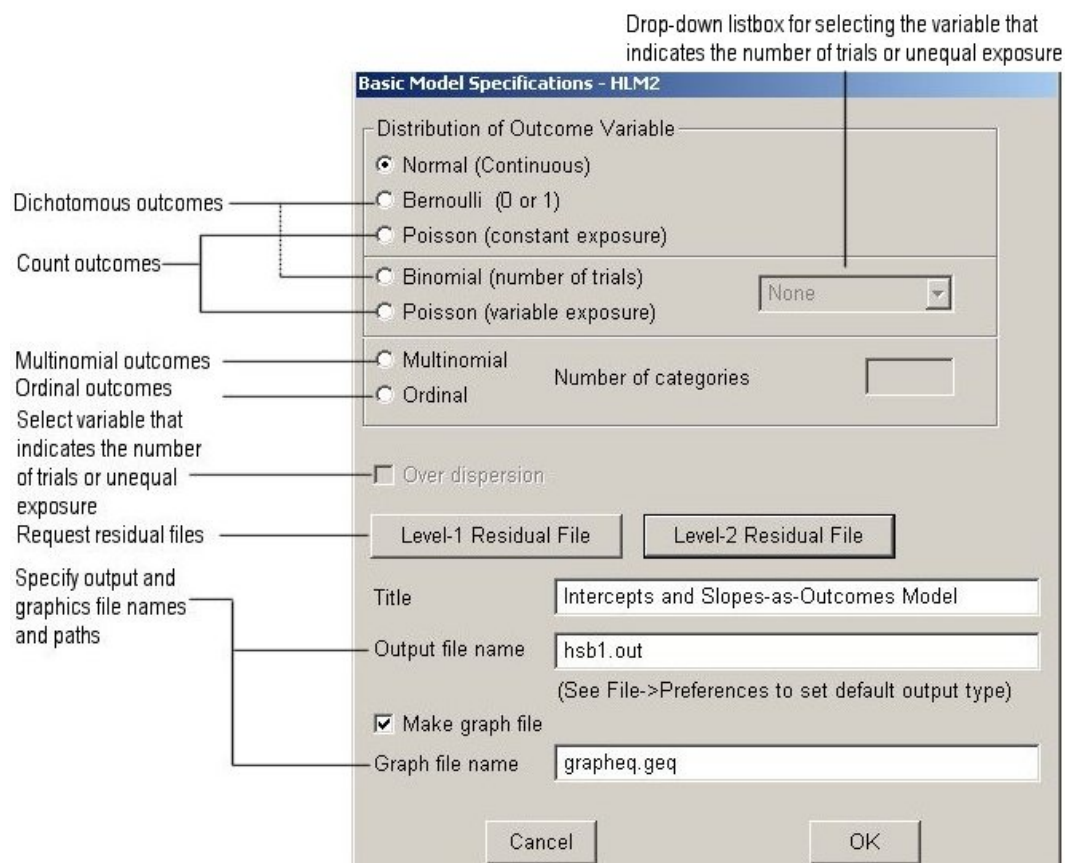 Drop-down listbox for selecting the variable that
indicates the number of trials or unequal exposure
Basic Model Specifications - HLM2
Distribution of Outcome Variable
Normal (Continuous)
Dichotomous outcomes
Bernoulli (0 or 1)
Poisson (constant exposure)
Count outcomes
Binomial (number of trials)
None
Poisson (variable exposure)
Multinomial outcomes
Multinomial
Number of categories
Ordinal outcomes
Ordinal
Select variable that
indicates the number
of trials or unequal
exposure
Over dispersion
Request residual files
Level-1 Residual File
Level-2 Residual File
Specify output and
graphics file names
and paths
Title
Intercepts and Slopes-as-Outcomes Model
Output file name
hsb1.out
(See File->Preferences to set default output type)
Make graph file
Graph file name
grapheq.geq
Cancel
OK